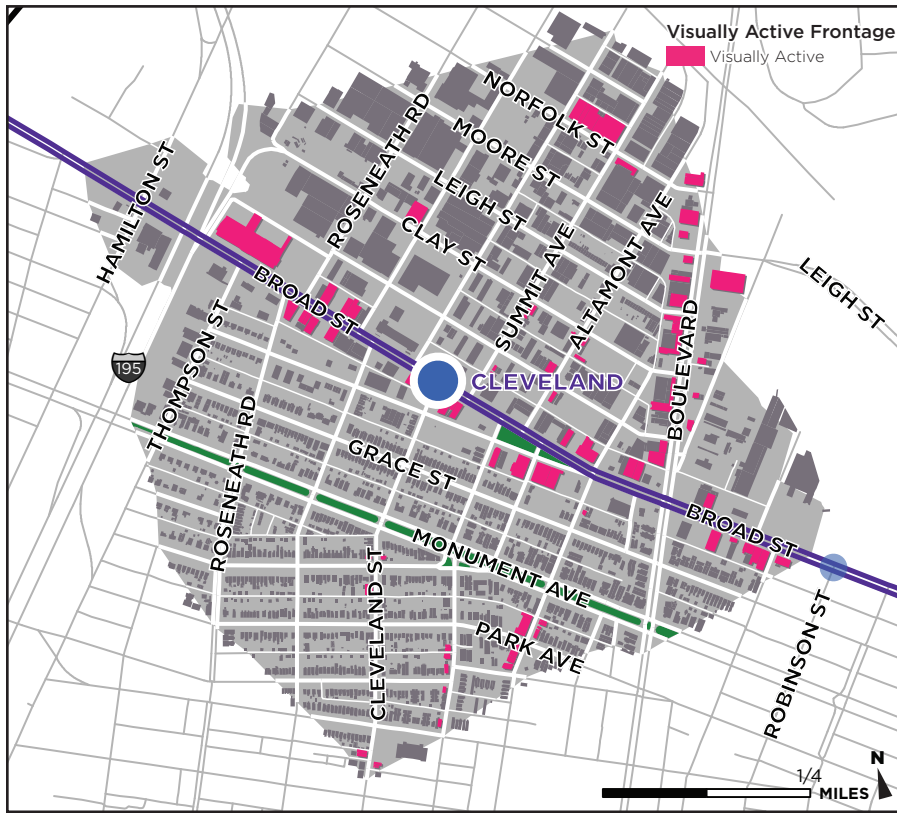 Visually Active Frontage
Visually Active
NORFOLK ST
MOORE ST
ROSENEATH RD
LEIGH ST
CLAY ST
HAMILTON ST
SUMMIT AVE
ALTAMONT AVE
LEIGH ST
BROAD ST
THOMPSON ST
BOULEVARD
195
CLEVELAND
ROSENEATH RD
GRACE ST
BROAD ST
MONUMENT AVE
CLEVELAND ST
PARK AVE
ROBINSON ST
N
1/4
MILES